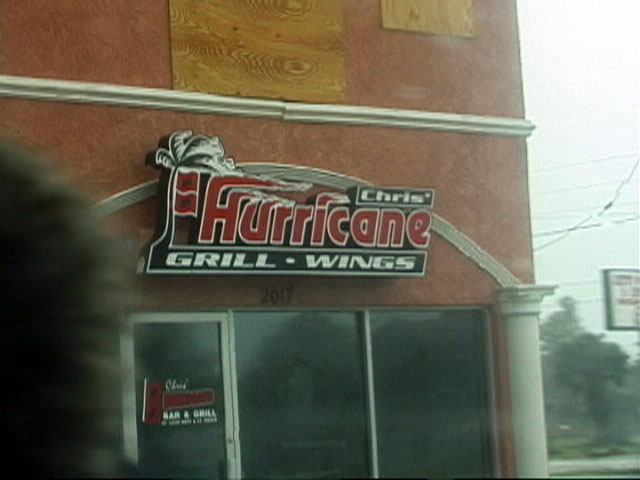 Chris'
Hurricane
GRILL • WINGS
2017
Chris'
BAR & GRILL